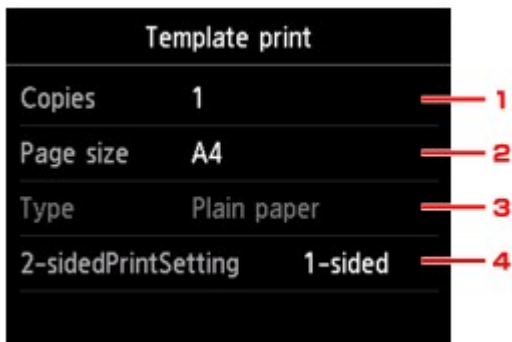 Template print
Copies 1 1
Page size A4 2
Type Plain paper 3
2-sidedPrintSetting 1-sided 4